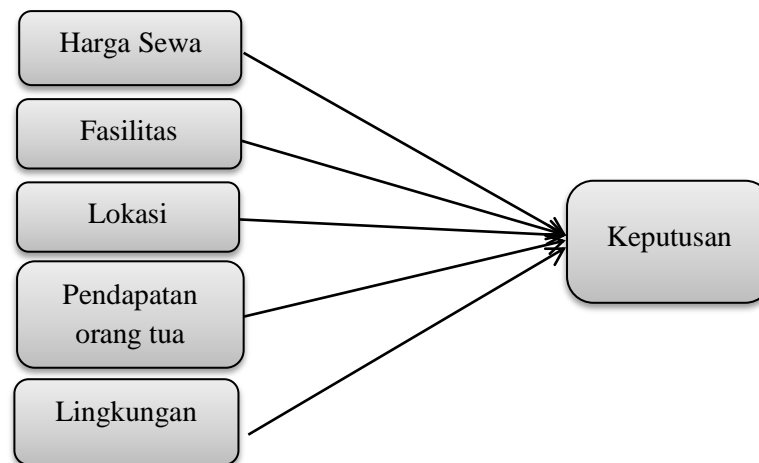 Harga Sewa
Fasilitas
Lokasi
Pendapatan
orang tua
Lingkungan
Keputusan